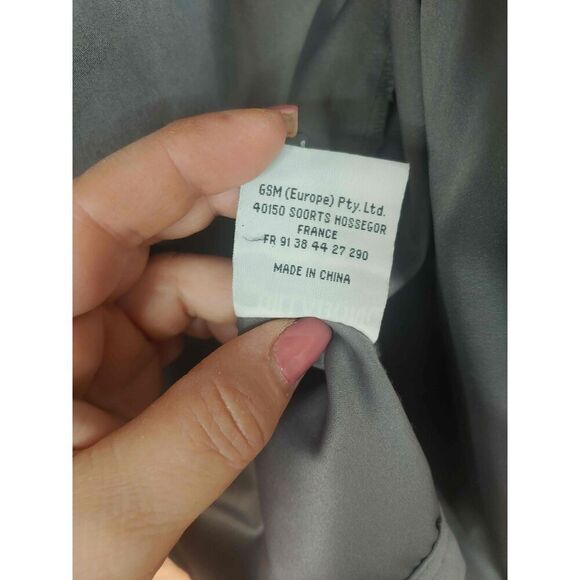 GSM (Europe) Pty. Ltd.
40150 SOORTS HOSSEGOR
FRANCE
FR 91 38 44 27 290
MADE IN CHINA